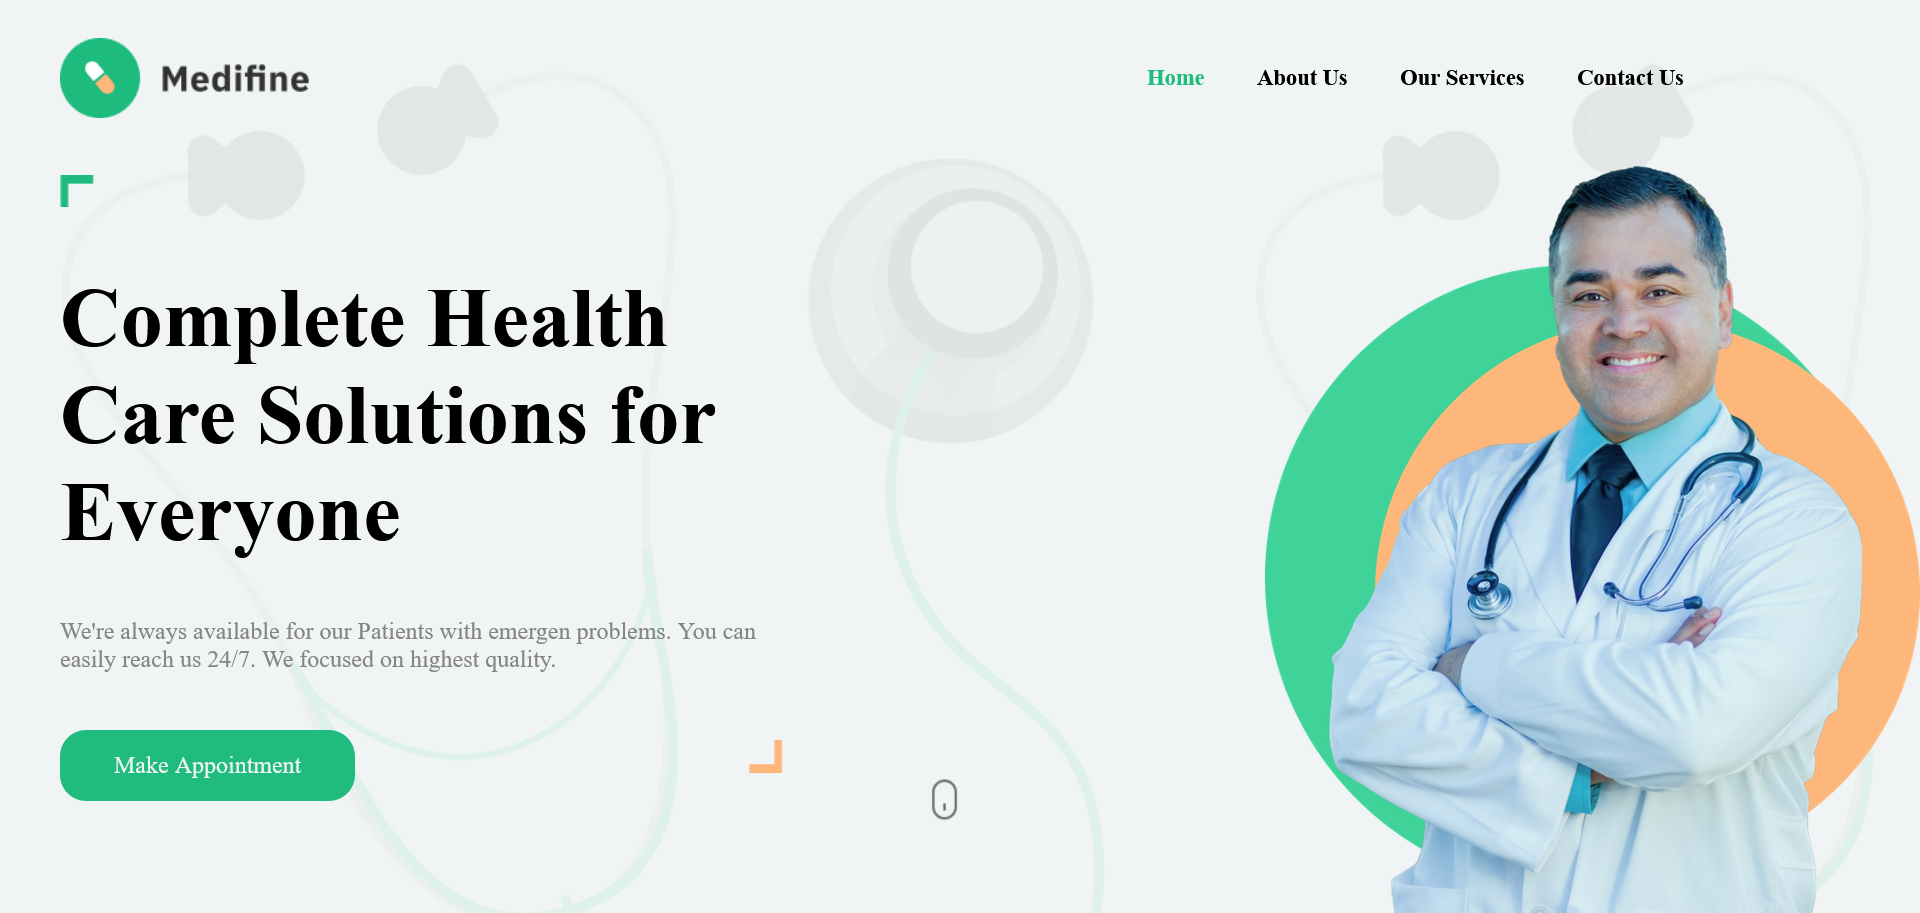 Medifine
Home About Us Our Services Contact Us
Complete Health
Care Solutions for
Everyone
We're always available for our Patients with emergen problems. You can
easily reach us 24/7. We focused on highest quality.
Make Appointment